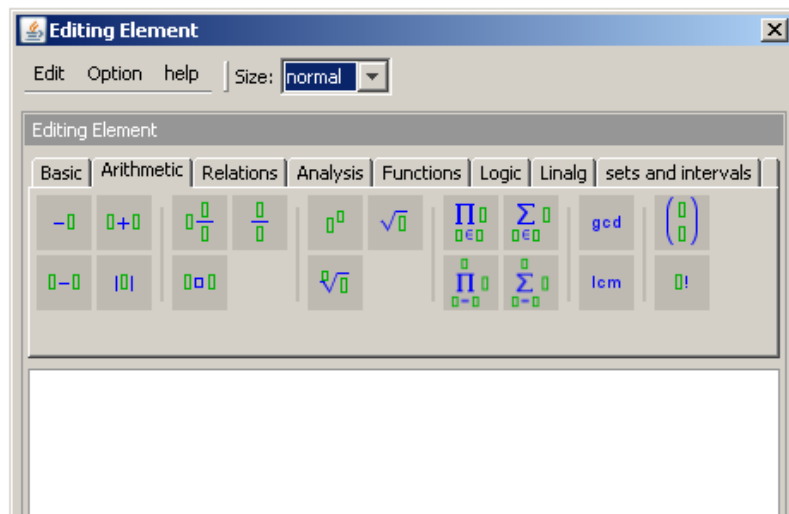 Editing Element
Edit Option help Size: normal
Editing Element
Basic Arithmetic Relations Analysis Functions Logic Linalg sets and intervals
−▯ ▯+▯ ▯▯/▯ ▯/▯ ▯^▯ √▯ ∏▯ ▯∈▯ ∑▯ ▯∈▯ gcd (▯ ▯)
▯−▯ |▯| ▯▫▯ ▯√▯ ▯ ∏▯ ▯=▯ ▯ ∑▯ ▯=▯ lcm ▯!